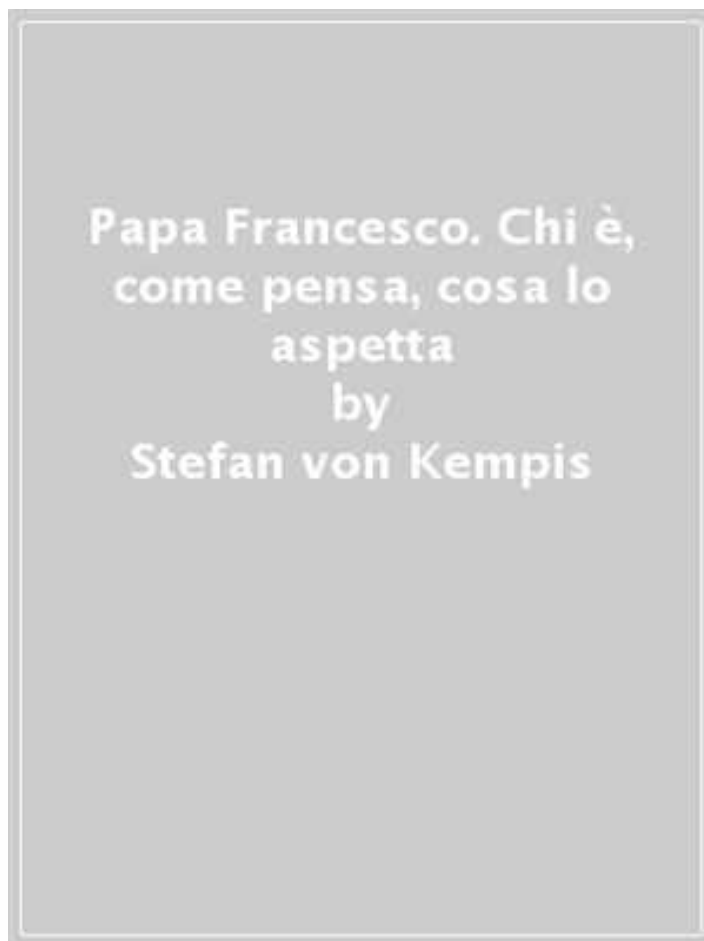 Papa Francesco. Chi è,
come pensa, cosa lo
aspetta
by
Stefan von Kempis